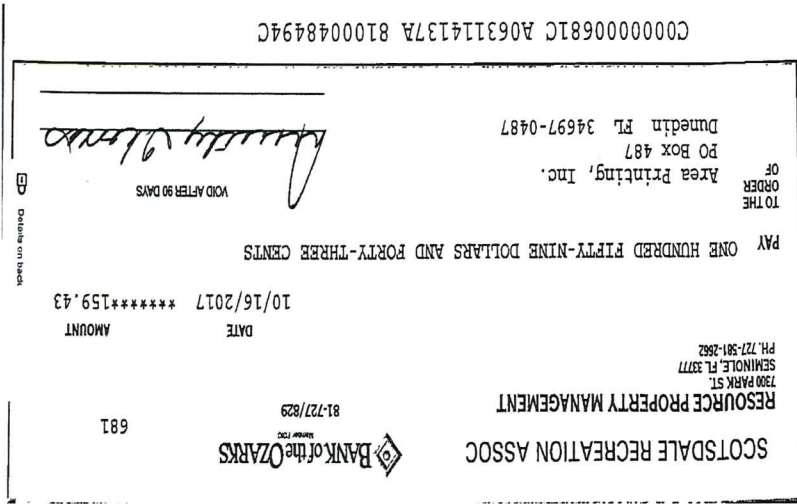 SCOTSDALE RECREATION ASSOC
BANK of the OZARKS
Member FDIC
681
RESOURCE PROPERTY MANAGEMENT
81-727/829
7300 PARK ST.
SEMINOLE, FL 33777
PH. 727-581-2662
DATE AMOUNT
10/16/2017 *******159.43
PAY ONE HUNDRED FIFTY-NINE DOLLARS AND FORTY-THREE CENTS
TO THE
ORDER
OF
Area Printing, Inc.
PO Box 487
Dunedin FL 34697-0487
VOID AFTER 90 DAYS
Details on back
C0000000681C A063114137A 8100048494C